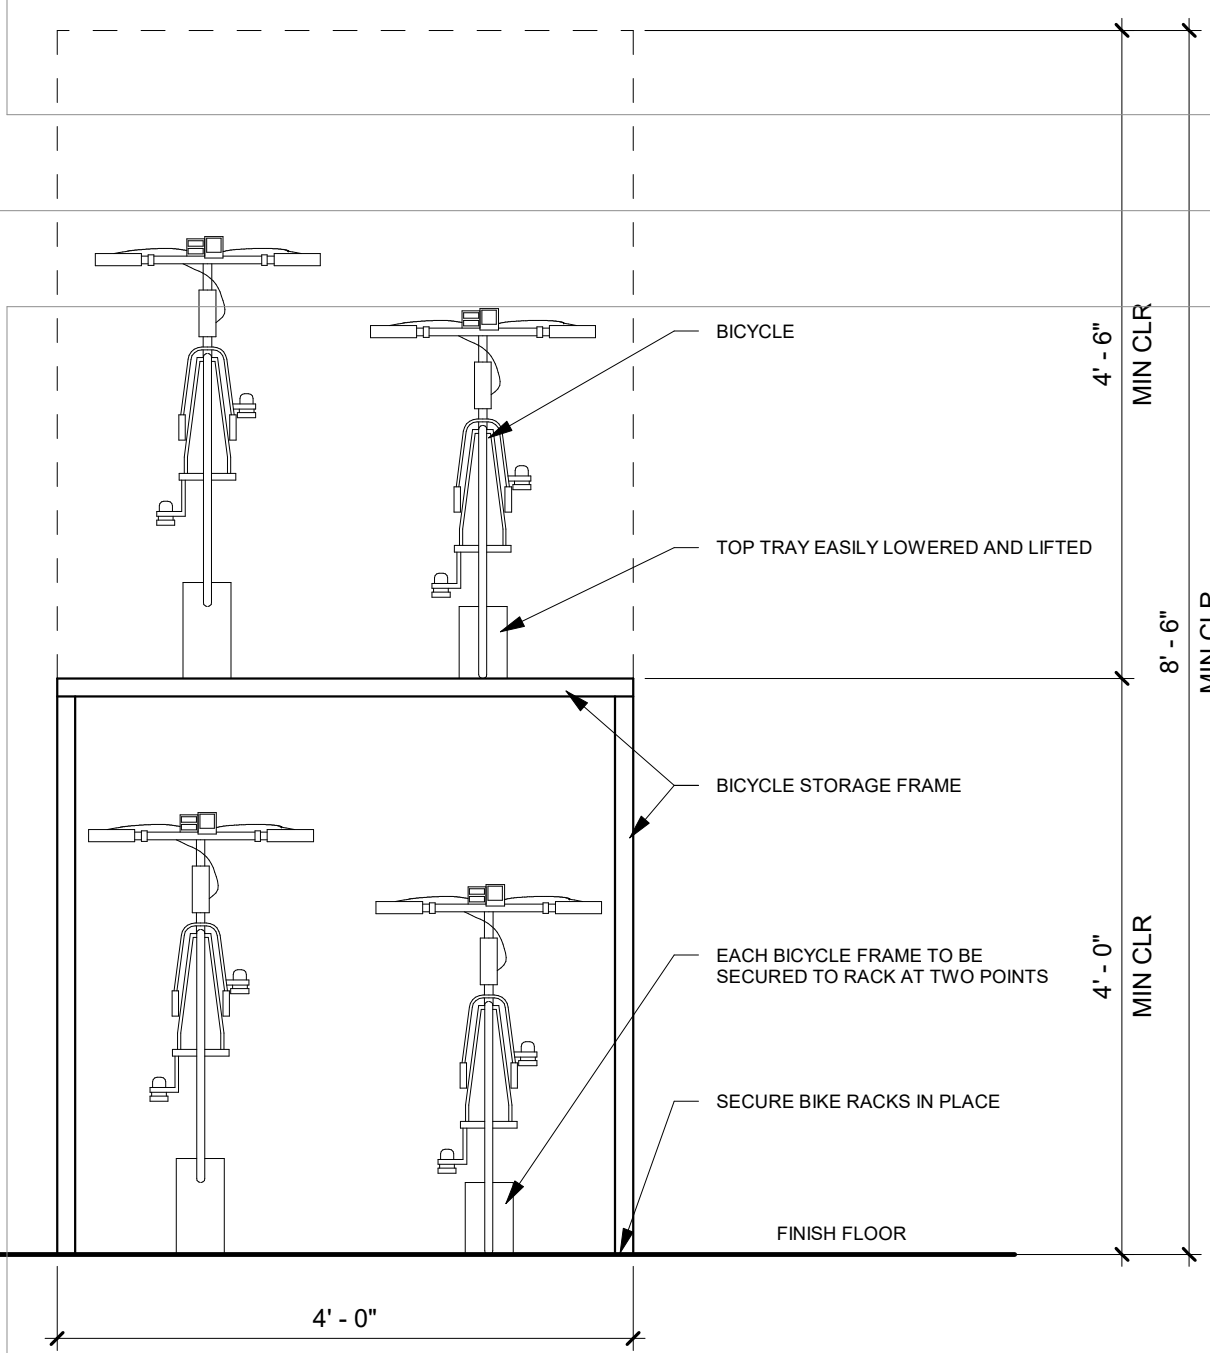 BICYCLE
4' - 6"
MIN CLR
TOP TRAY EASILY LOWERED AND LIFTED
8' - 6"
MIN CLR
BICYCLE STORAGE FRAME
EACH BICYCLE FRAME TO BE
SECURED TO RACK AT TWO POINTS
4' - 0"
MIN CLR
SECURE BIKE RACKS IN PLACE
FINISH FLOOR
4' - 0"